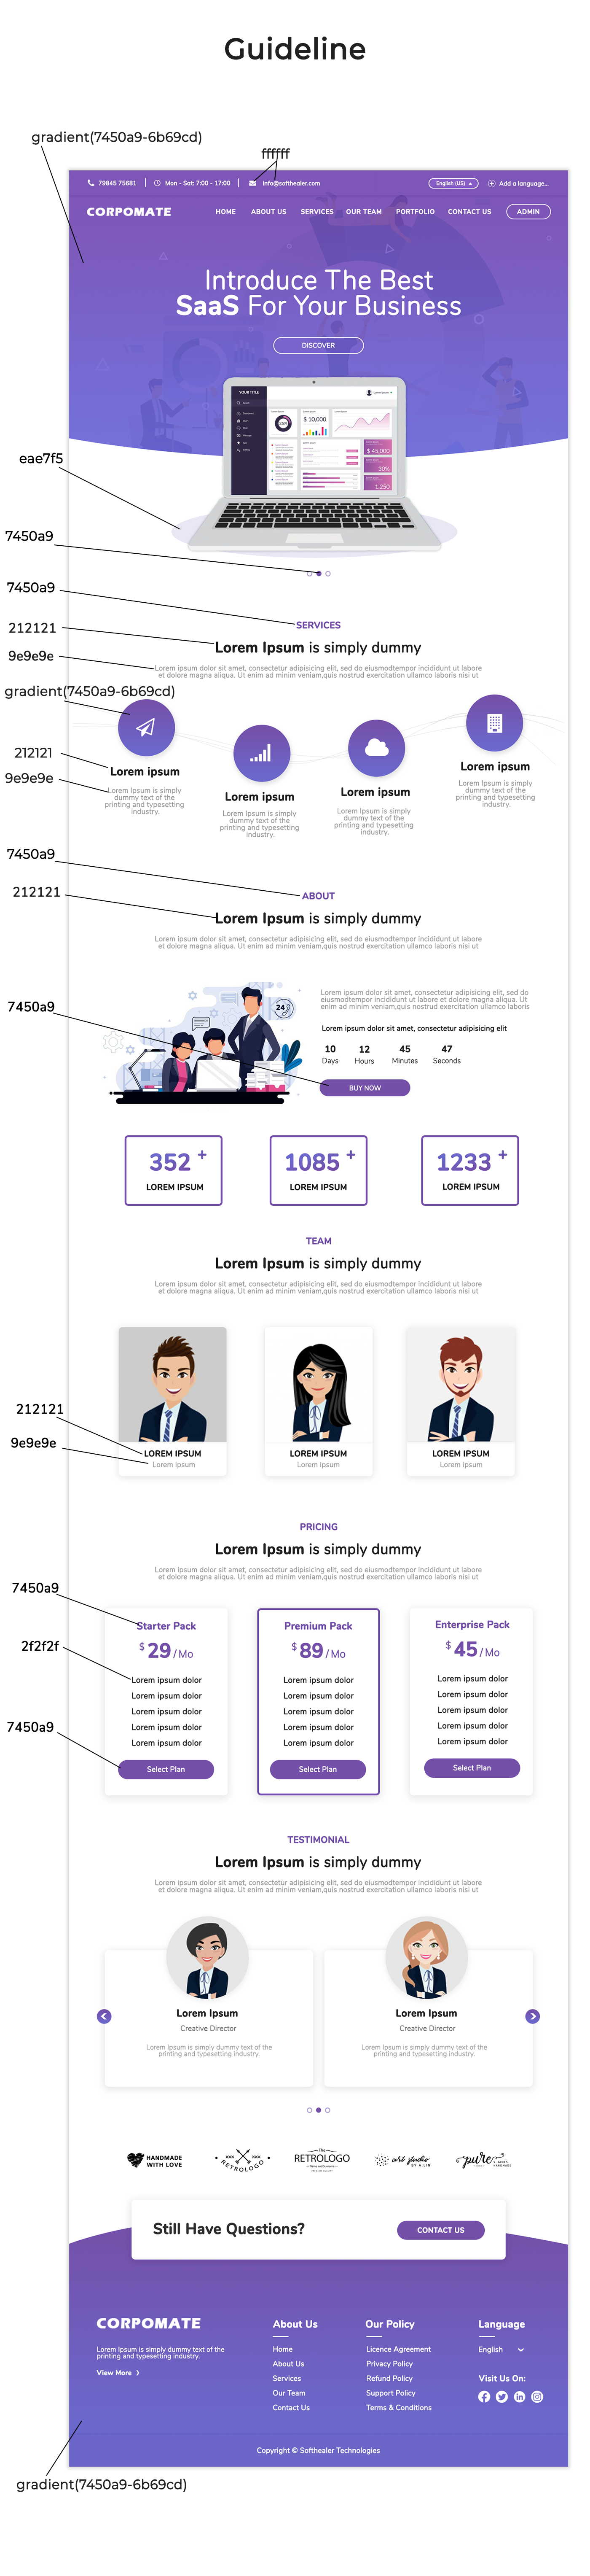 Guideline
gradient(7450a9-6b69cd)
ffffff
79845 75681
Mon - Sat: 7:00 - 17:00
info@softhealer.com
English (US)
Add a language...
CORPOMATE
HOME
ABOUT US
SERVICES
OUR TEAM
PORTFOLIO
CONTACT US
ADMIN
Introduce The Best
SaaS For Your Business
DISCOVER
YOUR TITLE
$ 10,000
$ 45,000
30%
1,250
eae7f5
7450a9
7450a9
SERVICES
212121
Lorem Ipsum is simply dummy
9e9e9e
Lorem ipsum dolor sit amet, consectetur adipisicing elit, sed do eiusmodtempor incididunt ut labore
et dolore magna aliqua. Ut enim ad minim veniam,quis nostrud exercitation ullamco laboris nisi ut
gradient(7450a9-6b69cd)
212121
9e9e9e
Lorem ipsum
Lorem Ipsum is simply
dummy text of the
printing and typesetting
industry.
Lorem ipsum
Lorem Ipsum is simply
dummy text of the
printing and typesetting
industry.
Lorem ipsum
Lorem Ipsum is simply
dummy text of the
printing and typesetting
industry.
Lorem ipsum
Lorem Ipsum is simply
dummy text of the
printing and typesetting
industry.
7450a9
ABOUT
212121
Lorem Ipsum is simply dummy
Lorem ipsum dolor sit amet, consectetur adipisicing elit, sed do eiusmodtempor incididunt ut labore
et dolore magna aliqua. Ut enim ad minim veniam,quis nostrud exercitation ullamco laboris nisi ut
7450a9
24
Lorem ipsum dolor sit amet, consectetur adipisicing elit, sed do
eiusmodtempor incididunt ut labore et dolore magna aliqua. Ut
enim ad minim veniam,quis nostrud exercitation ullamco laboris
Lorem ipsum dolor sit amet, consectetur adipisicing elit
10 12 45 47
Days Hours Minutes Seconds
BUY NOW
352 +
LOREM IPSUM
1085 +
LOREM IPSUM
1233 +
LOREM IPSUM
TEAM
Lorem Ipsum is simply dummy
Lorem ipsum dolor sit amet, consectetur adipisicing elit, sed do eiusmodtempor incididunt ut labore
et dolore magna aliqua. Ut enim ad minim veniam,quis nostrud exercitation ullamco laboris nisi ut
212121
9e9e9e
LOREM IPSUM
Lorem ipsum
LOREM IPSUM
Lorem ipsum
LOREM IPSUM
Lorem ipsum
PRICING
Lorem Ipsum is simply dummy
Lorem ipsum dolor sit amet, consectetur adipisicing elit, sed do eiusmodtempor incididunt ut labore
et dolore magna aliqua. Ut enim ad minim veniam,quis nostrud exercitation ullamco laboris nisi ut
7450a9
2f2f2f
7450a9
Starter Pack
$ 29 / Mo
Lorem ipsum dolor
Lorem ipsum dolor
Lorem ipsum dolor
Lorem ipsum dolor
Lorem ipsum dolor
Select Plan
Premium Pack
$ 89 / Mo
Lorem ipsum dolor
Lorem ipsum dolor
Lorem ipsum dolor
Lorem ipsum dolor
Lorem ipsum dolor
Select Plan
Enterprise Pack
$ 45 / Mo
Lorem ipsum dolor
Lorem ipsum dolor
Lorem ipsum dolor
Lorem ipsum dolor
Lorem ipsum dolor
Select Plan
TESTIMONIAL
Lorem Ipsum is simply dummy
Lorem ipsum dolor sit amet, consectetur adipisicing elit, sed do eiusmodtempor incididunt ut labore
et dolore magna aliqua. Ut enim ad minim veniam,quis nostrud exercitation ullamco laboris nisi ut
Lorem Ipsum
Creative Director
Lorem Ipsum is simply dummy text of the
printing and typesetting industry.
Lorem Ipsum
Creative Director
Lorem Ipsum is simply dummy text of the
printing and typesetting industry.
HANDMADE
WITH LOVE
RETROLOGO
The
RETROLOGO
art studio
BY H.LIN
pure
Still Have Questions?
CONTACT US
CORPOMATE
Lorem Ipsum is simply dummy text of the
printing and typesetting industry.
View More
About Us
Home
About Us
Services
Our Team
Contact Us
Our Policy
Licence Agreement
Privacy Policy
Refund Policy
Support Policy
Terms & Conditions
Language
English
Visit Us On:
Copyright © Softhealer Technologies
gradient(7450a9-6b69cd)